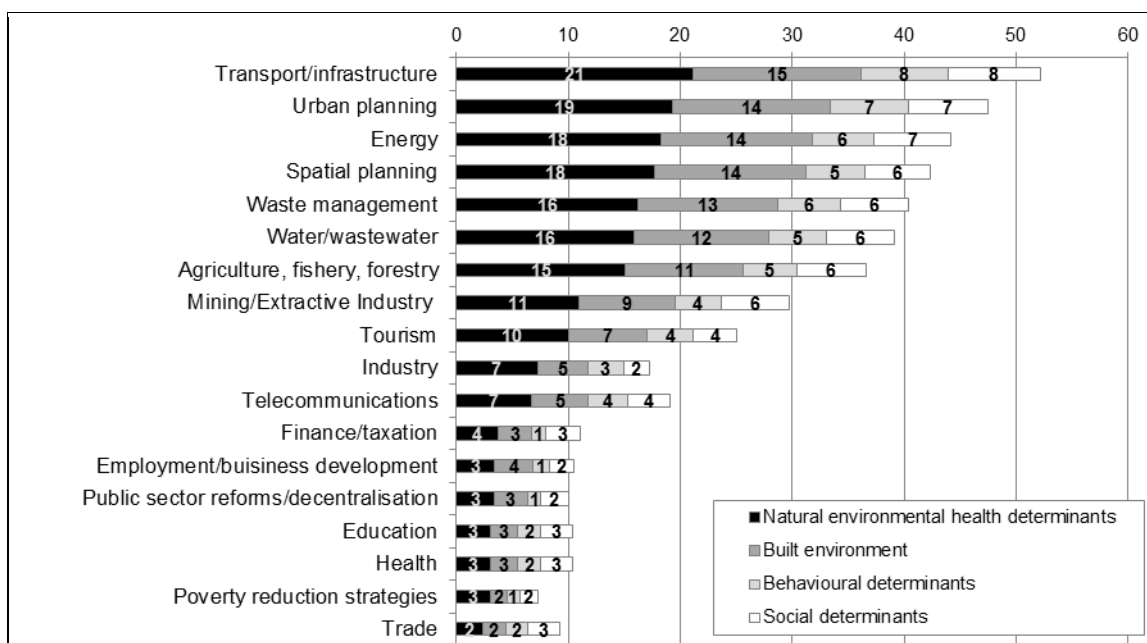 0 10 20 30 40 50 60
Transport/infrastructure 21 15 8 8
Urban planning 19 14 7 7
Energy 18 14 6 7
Spatial planning 18 14 5 6
Waste management 16 13 6 6
Water/wastewater 16 12 5 6
Agriculture, fishery, forestry 15 11 5 6
Mining/Extractive Industry 11 9 4 6
Tourism 10 7 4 4
Industry 7 5 3 2
Telecommunications 7 5 4 4
Finance/taxation 4 3 1 3
Employment/buisiness development 3 4 1 2
Public sector reforms/decentralisation 3 3 1 2
Education 3 3 2 3
Health 3 3 2 3
Poverty reduction strategies 3 2 1 2
Trade 2 2 2 3
Natural environmental health determinants
Built environment
Behavioural determinants
Social determinants